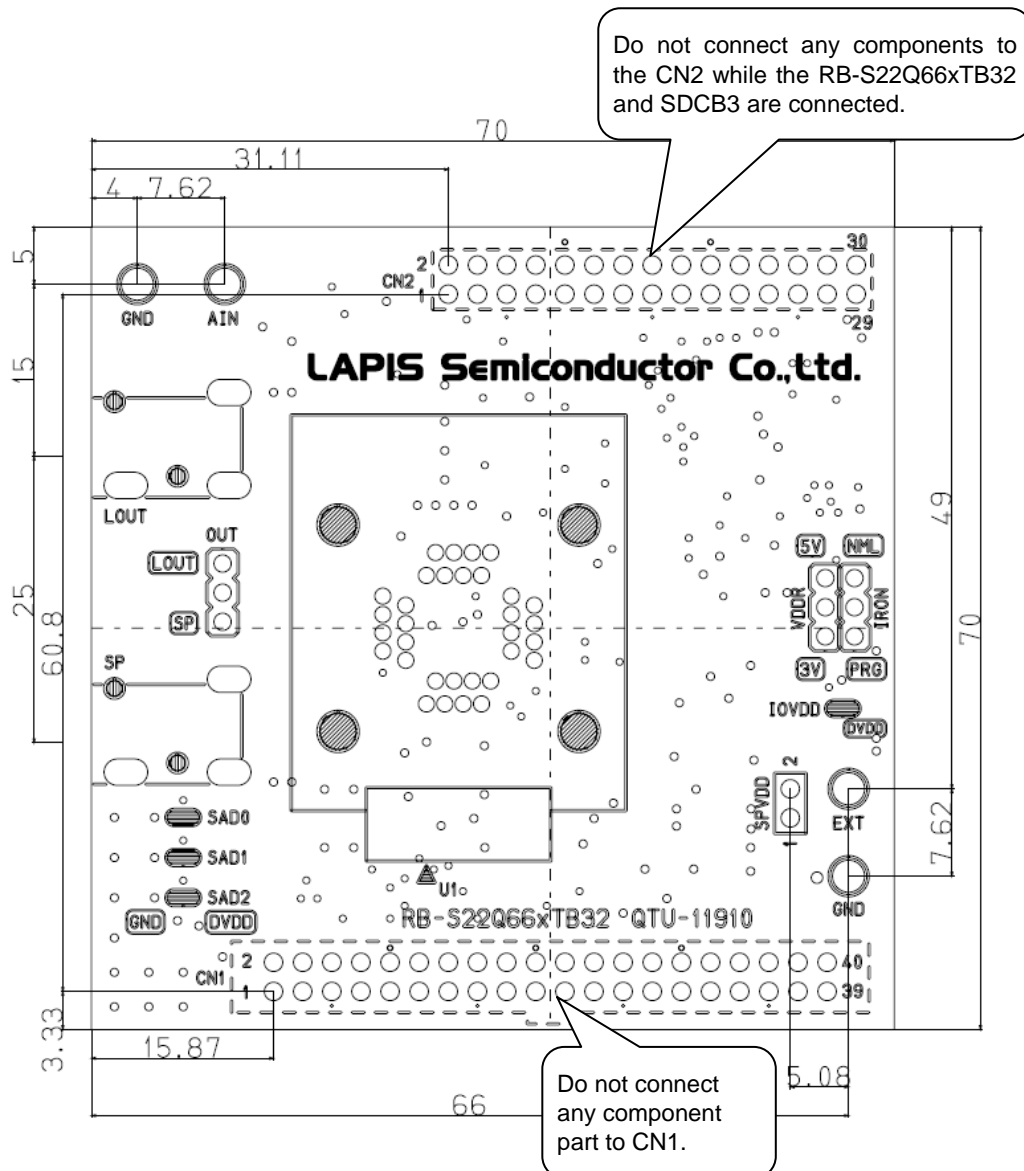 Do not connect any components to
the CN2 while the RB-S22Q66xTB32
and SDCB3 are connected.
70
31.11
4
7.62
5
15
25
60.8
3.33
GND
AIN
2
CN2
1
30
29
LAPIS Semiconductor Co.,Ltd.
LOUT
OUT
LOUT
SP
SP
5V
NML
VDDR
IRON
3V
PRG
IOVDD
DVDD
49
70
SPVDD
2
1
EXT
7.62
GND
SAD0
SAD1
SAD2
GND
DVDD
U1
RB-S22Q66xTB32 QTU-11910
2
CN1
1
40
39
15.87
5.08
66
Do not connect
any component
part to CN1.